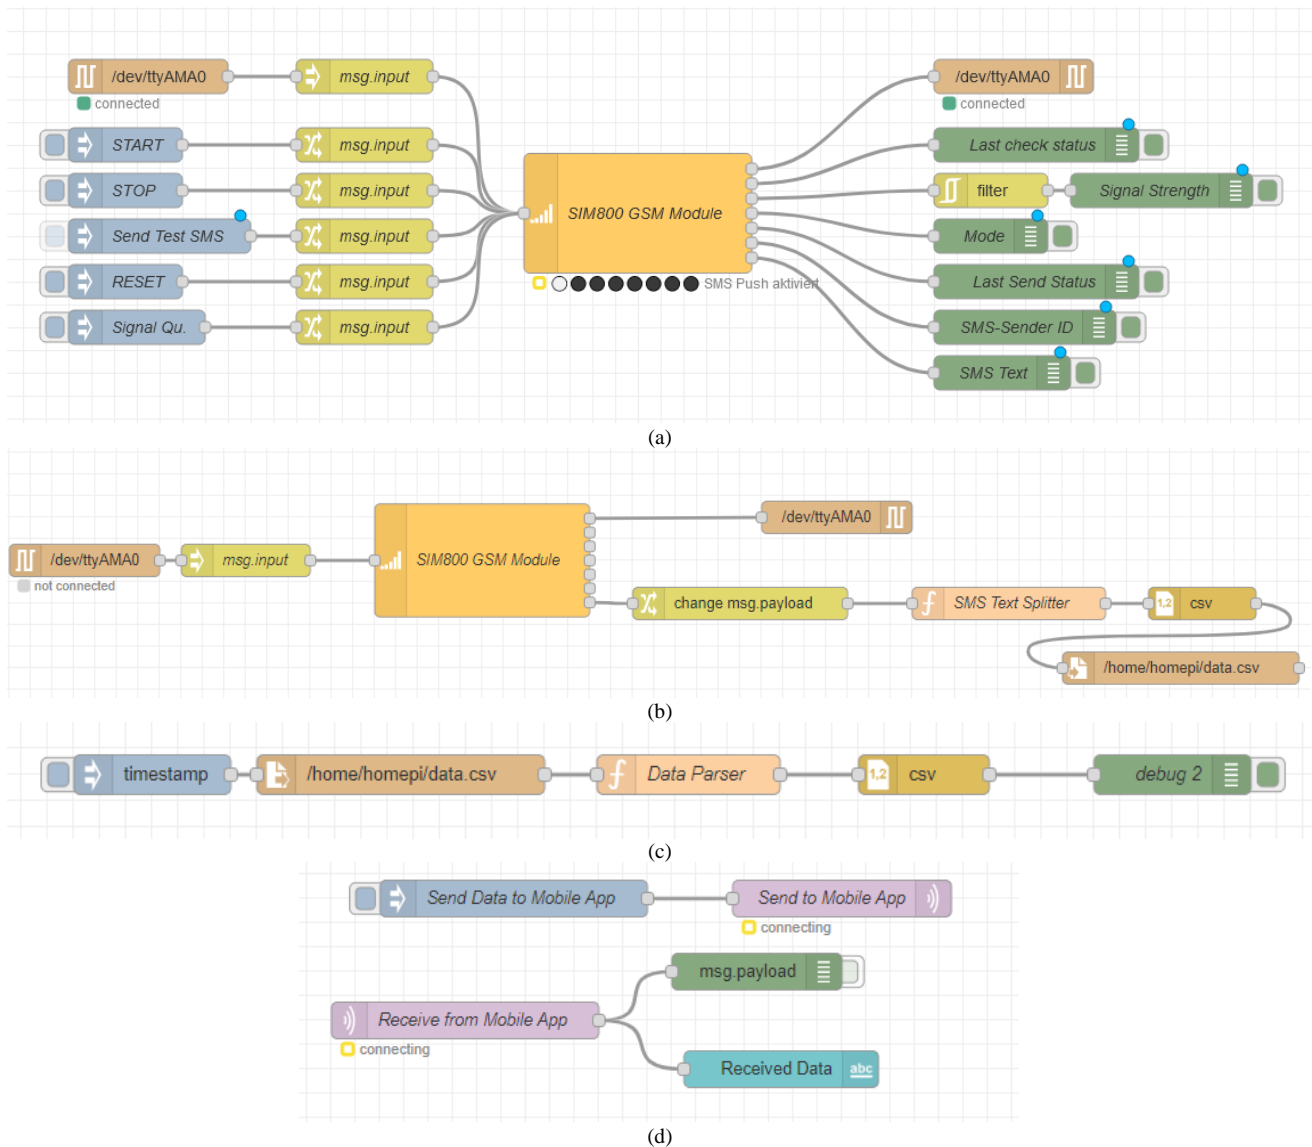 /dev/ttyAMA0 msg.input /dev/ttyAMA0
connected connected
START msg.input Last check status
STOP msg.input filter Signal Strength
SIM800 GSM Module
Send Test SMS msg.input Mode
RESET msg.input Last Send Status
SMS Push aktiviert
Signal Qu. msg.input SMS-Sender ID
SMS Text
(a)
/dev/ttyAMA0
/dev/ttyAMA0 msg.input SIM800 GSM Module
not connected
change msg.payload SMS Text Splitter 1,2 csv
/home/homepi/data.csv
(b)
timestamp /home/homepi/data.csv Data Parser 1,2 csv debug 2
(c)
Send Data to Mobile App Send to Mobile App
connecting
msg.payload
Receive from Mobile App
connecting
Received Data abc
(d)